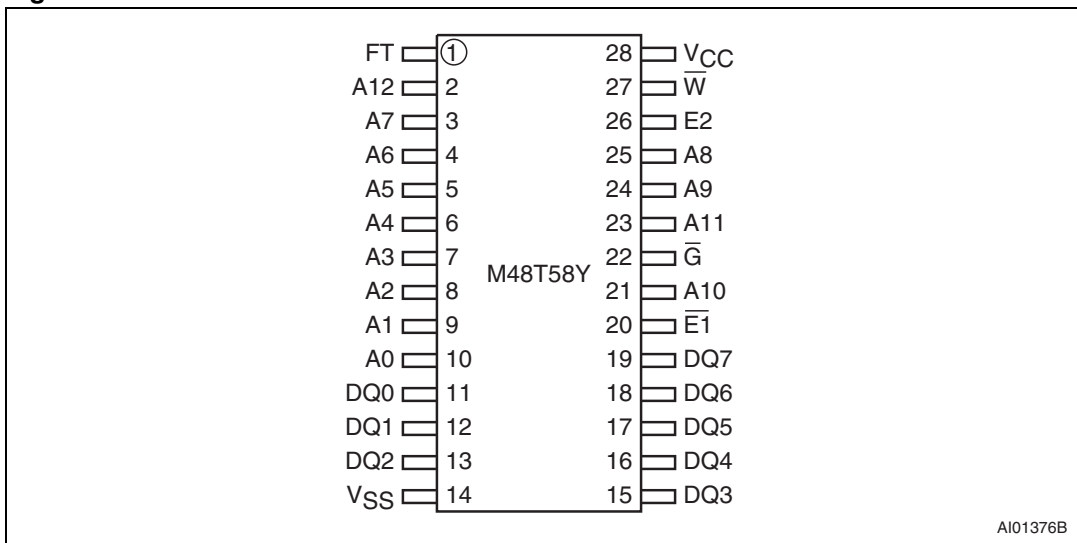 FT 1 28 VCC
A12 2 27 W̅
A7 3 26 E2
A6 4 25 A8
A5 5 24 A9
A4 6 23 A11
A3 7 22 G̅
M48T58Y
A2 8 21 A10
A1 9 20 E̅1̅
A0 10 19 DQ7
DQ0 11 18 DQ6
DQ1 12 17 DQ5
DQ2 13 16 DQ4
VSS 14 15 DQ3
AI01376B